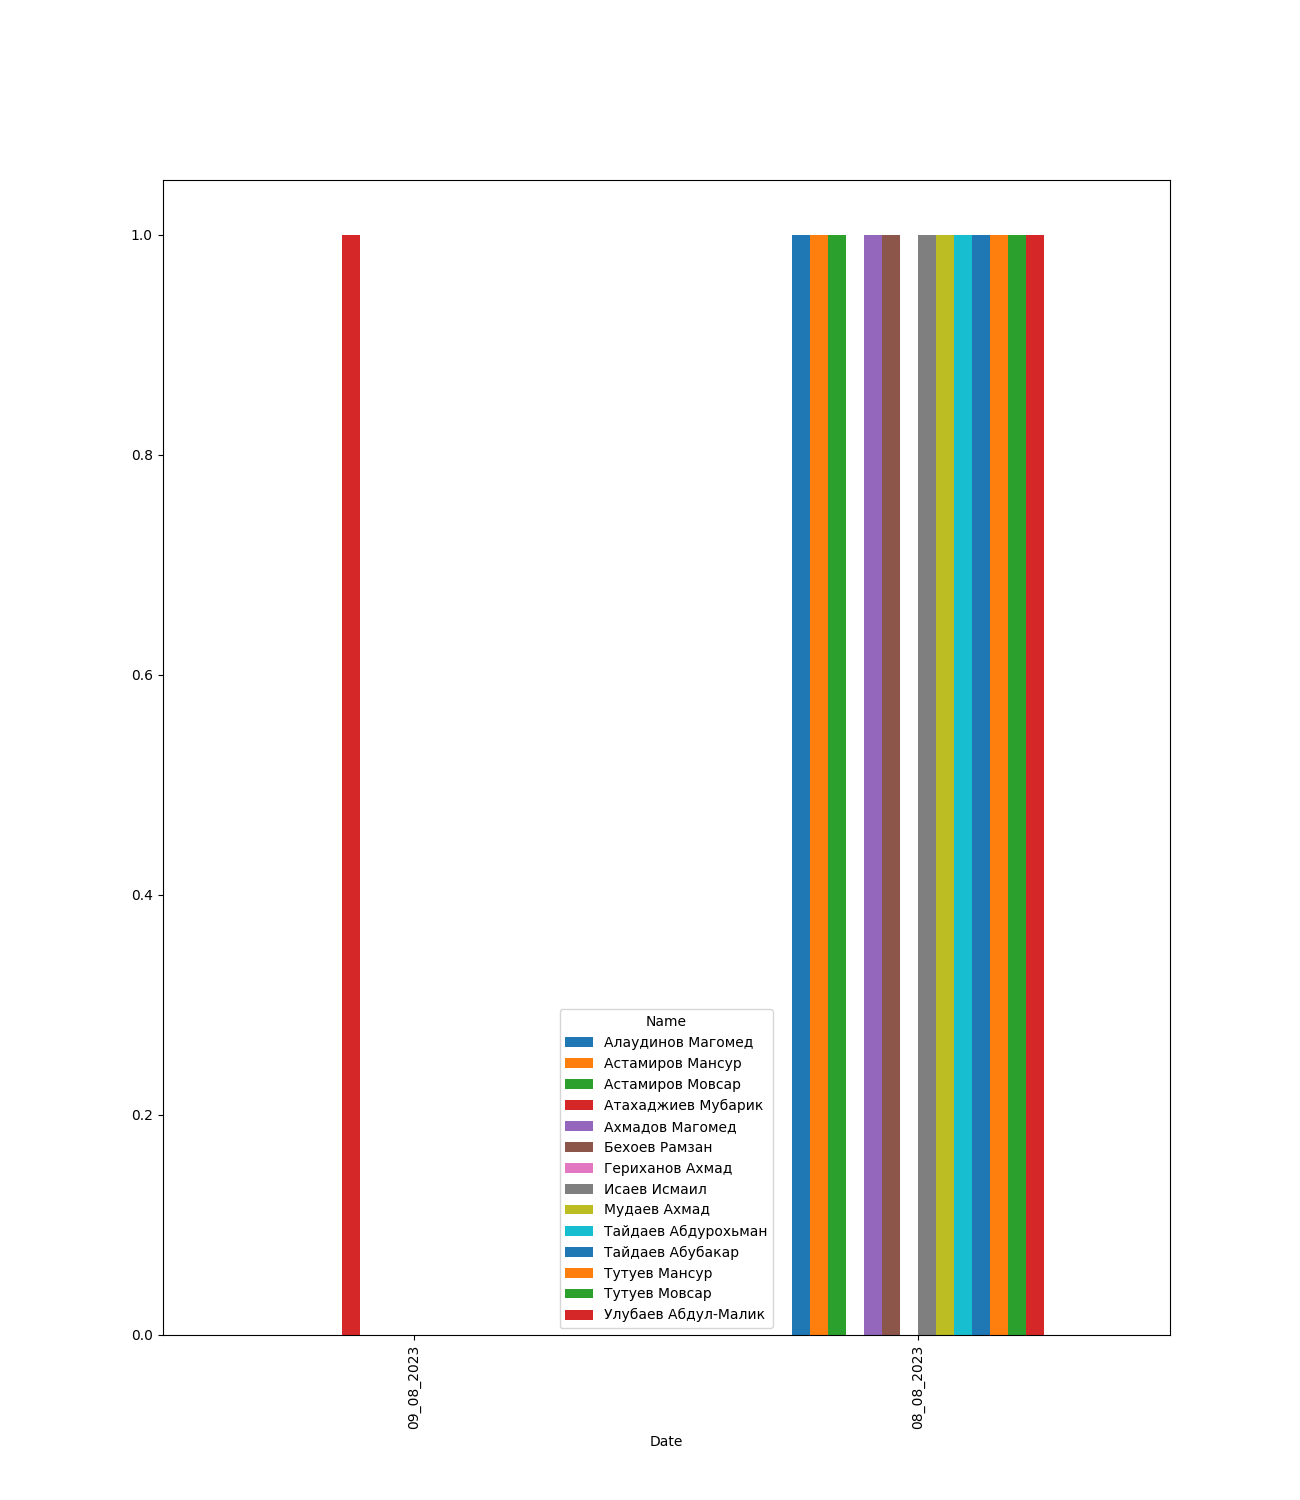 1.0
0.8
0.6
0.4
0.2
0.0
Name
Алаудинов Магомед
Астамиров Мансур
Астамиров Мовсар
Атахаджиев Мубарик
Ахмадов Магомед
Бехоев Рамзан
Гериханов Ахмад
Исаев Исмаил
Мудаев Ахмад
Тайдаев Абдурохьман
Тайдаев Абубакар
Тутуев Мансур
Тутуев Мовсар
Улубаев Абдул-Малик
09_08_2023
08_08_2023
Date